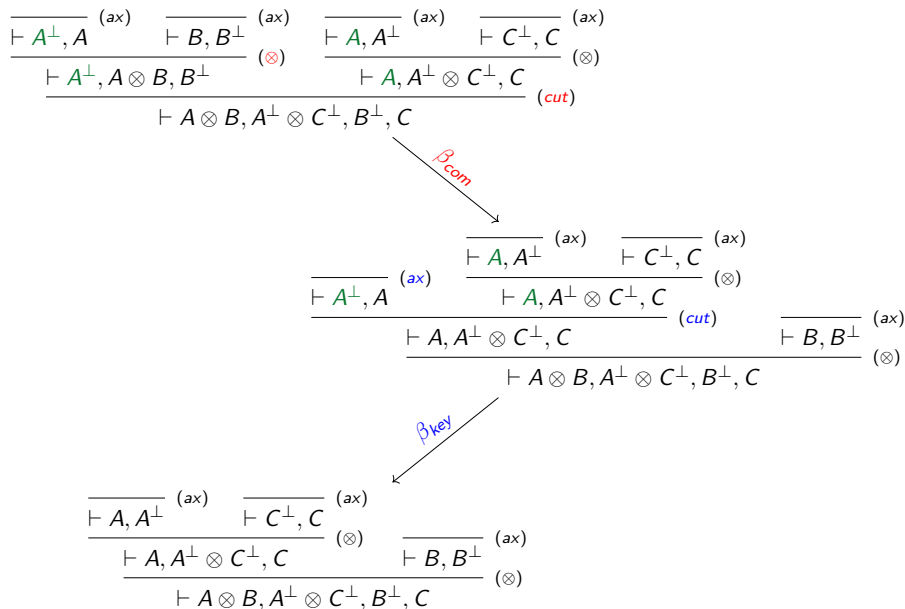 (ax) (ax) (ax) (ax)
⊢ A⊥, A ⊢ B, B⊥ (⊗) ⊢ A, A⊥ ⊢ C⊥, C (⊗)
⊢ A⊥, A ⊗ B, B⊥ ⊢ A, A⊥ ⊗ C⊥, C (cut)
⊢ A ⊗ B, A⊥ ⊗ C⊥, B⊥, C
βcom
(ax) (ax)
(ax) ⊢ A, A⊥ ⊢ C⊥, C (⊗)
⊢ A⊥, A ⊢ A, A⊥ ⊗ C⊥, C (cut) (ax)
⊢ A, A⊥ ⊗ C⊥, C ⊢ B, B⊥ (⊗)
⊢ A ⊗ B, A⊥ ⊗ C⊥, B⊥, C
βkey
(ax) (ax)
⊢ A, A⊥ ⊢ C⊥, C (⊗) (ax)
⊢ A, A⊥ ⊗ C⊥, C ⊢ B, B⊥ (⊗)
⊢ A ⊗ B, A⊥ ⊗ C⊥, B⊥, C